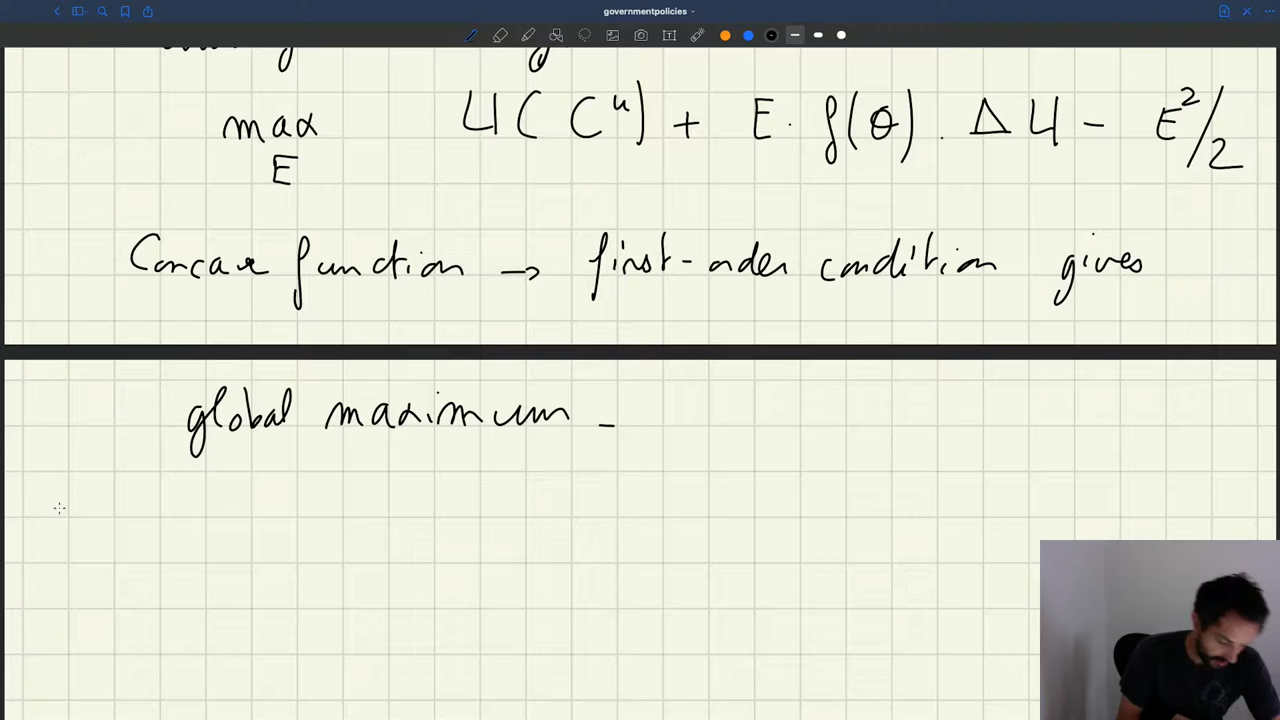 governmentpolicies
max U(C^u) + E · f(θ) · ΔU − E²/2
E
Concave function → first-order condition gives
global maximum -